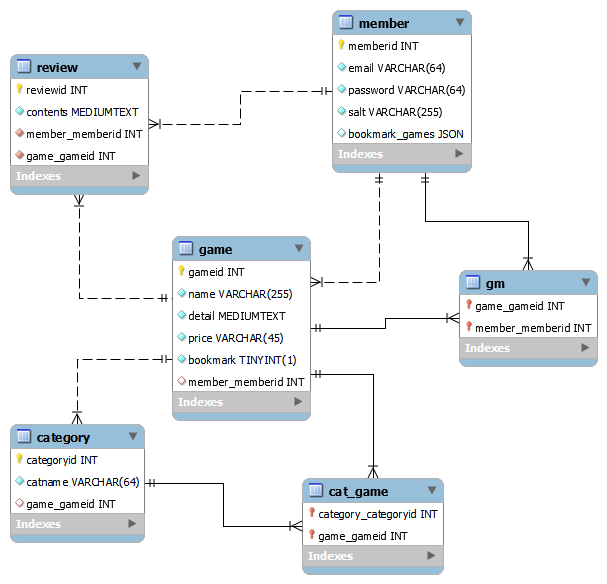 member
memberid INT
email VARCHAR(64)
password VARCHAR(64)
salt VARCHAR(255)
bookmark_games JSON
Indexes
review
reviewid INT
contents MEDIUMTEXT
member_memberid INT
game_gameid INT
Indexes
game
gameid INT
name VARCHAR(255)
detail MEDIUMTEXT
price VARCHAR(45)
bookmark TINYINT(1)
member_memberid INT
Indexes
gm
game_gameid INT
member_memberid INT
Indexes
category
categoryid INT
catname VARCHAR(64)
game_gameid INT
Indexes
cat_game
category_categoryid INT
game_gameid INT
Indexes